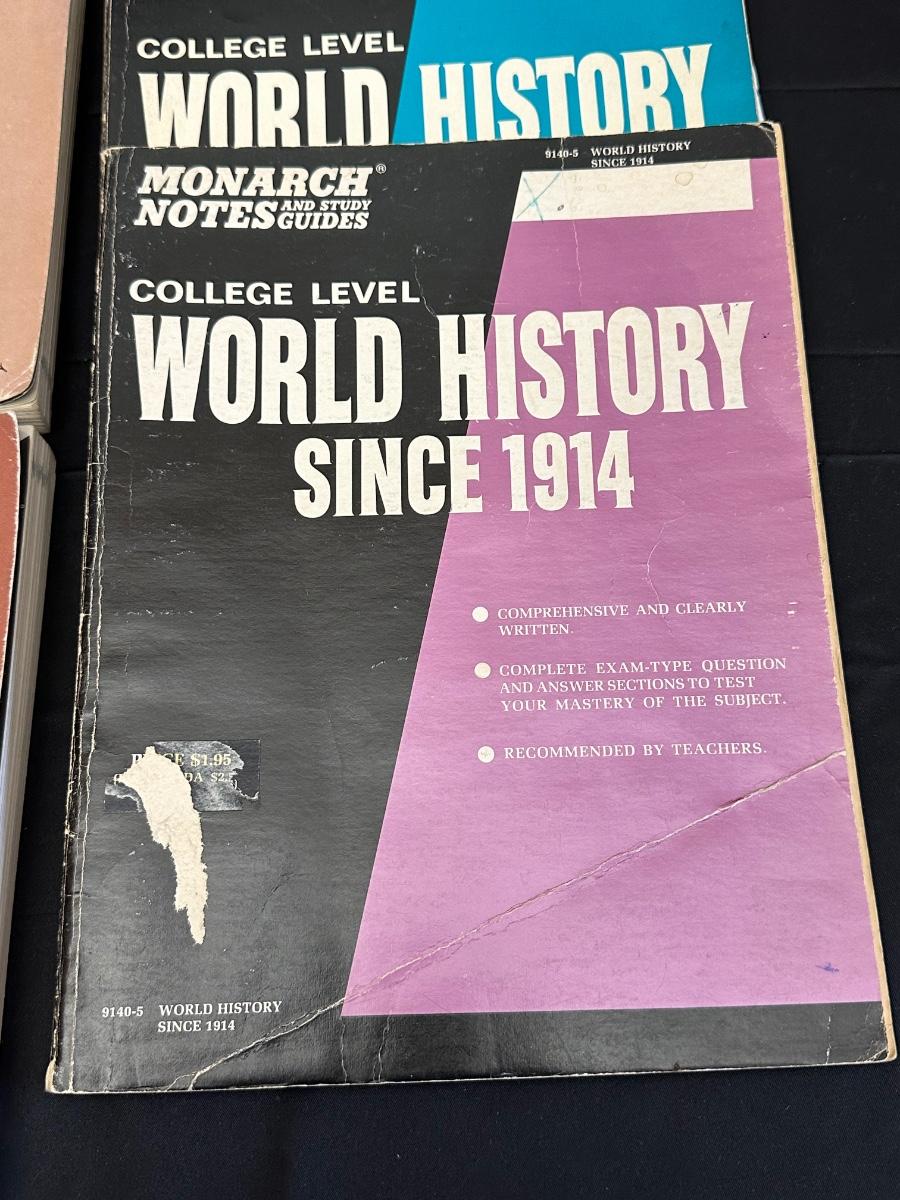 COLLEGE LEVEL
WORLD HISTORY
9140-5 WORLD HISTORY
SINCE 1914
MONARCH®
NOTES AND STUDY GUIDES
COLLEGE LEVEL
WORLD HISTORY
SINCE 1914
COMPREHENSIVE AND CLEARLY
WRITTEN.
COMPLETE EXAM-TYPE QUESTION
AND ANSWER SECTIONS TO TEST
YOUR MASTERY OF THE SUBJECT.
RECOMMENDED BY TEACHERS.
$1.95
9140-5 WORLD HISTORY
SINCE 1914